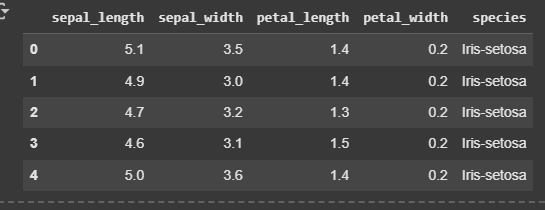 sepal_length sepal_width petal_length petal_width species
0 5.1 3.5 1.4 0.2 Iris-setosa
1 4.9 3.0 1.4 0.2 Iris-setosa
2 4.7 3.2 1.3 0.2 Iris-setosa
3 4.6 3.1 1.5 0.2 Iris-setosa
4 5.0 3.6 1.4 0.2 Iris-setosa